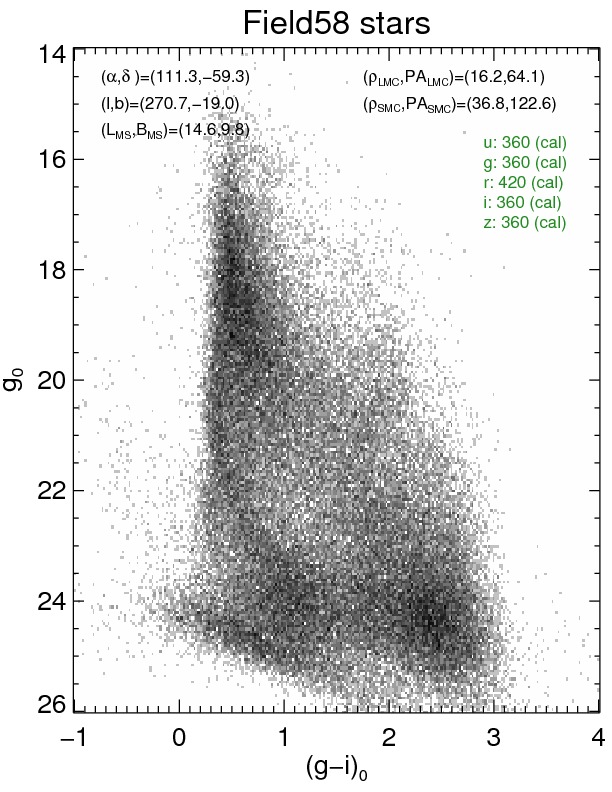 Field58 stars
(α,δ )=(111.3,−59.3)
(ρLMC,PALMC)=(16.2,64.1)
(l,b)=(270.7,−19.0)
(ρSMC,PASMC)=(36.8,122.6)
(LMS,BMS)=(14.6,9.8)
u: 360 (cal)
g: 360 (cal)
r: 420 (cal)
i: 360 (cal)
z: 360 (cal)
14
16
18
20
22
24
26
g0
−1 0 1 2 3 4
(g−i)0